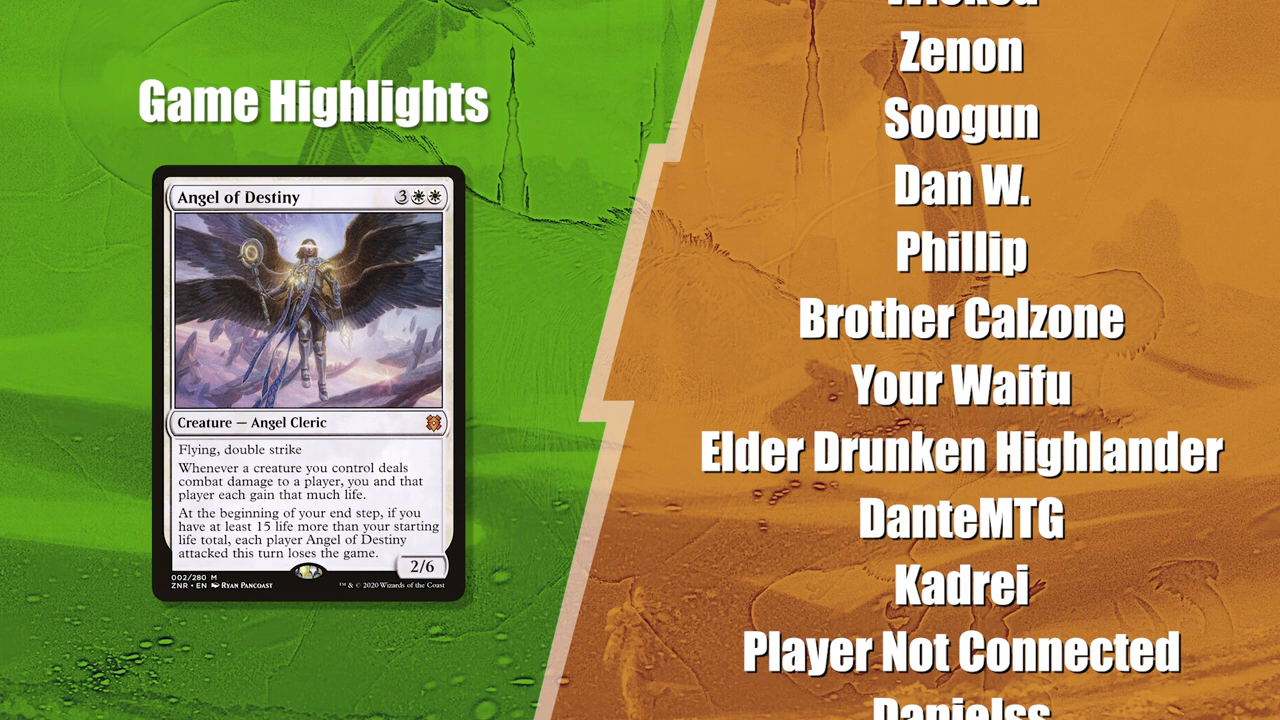 Game Highlights
Angel of Destiny
3
Creature — Angel Cleric
Flying, double strike
Whenever a creature you control deals
combat damage to a player, you and that
player each gain that much life.
At the beginning of your end step, if you
have at least 15 life more than your starting
life total, each player Angel of Destiny
attacked this turn loses the game.
2/6
002/280 M
ZNR • EN Ryan Pancoast
™ & © 2020 Wizards of the Coast
Wicked
Zenon
Soogun
Dan W.
Phillip
Brother Calzone
Your Waifu
Elder Drunken Highlander
DanteMTG
Kadrei
Player Not Connected
Danielss